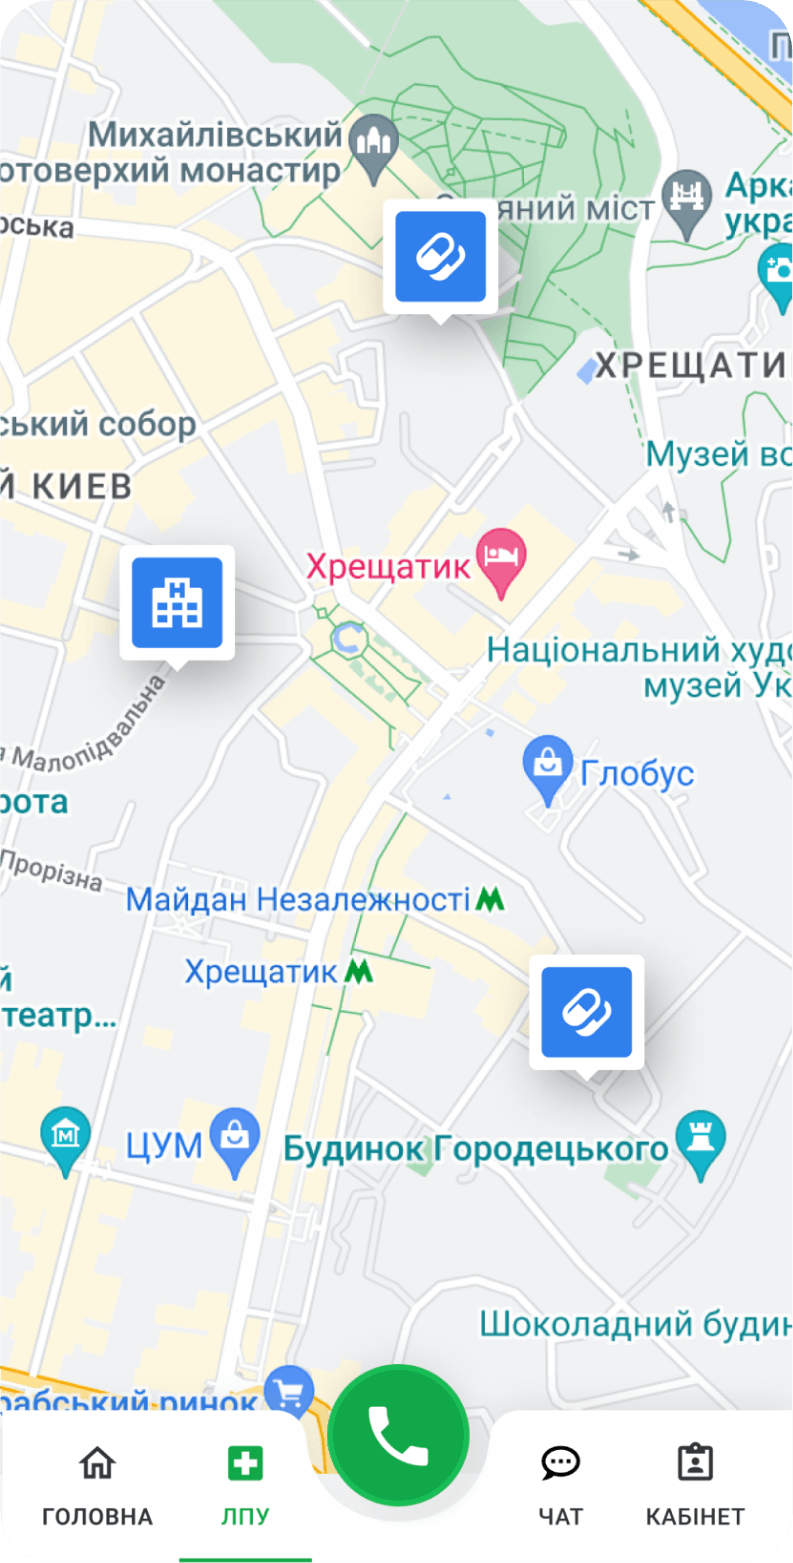 П
Михайлівський
отоверхий монастир
Арка
укра
яний міст
рська
ХРЕЩАТИ
ський собор
Музей во
Й КИЕВ
Хрещатик
Національний худо
музей Ук
я Малопідвальна
Глобус
рота
Прорізна
Майдан Незалежності
Хрещатик
й
театр...
ЦУМ
Будинок Городецького
Шоколадний будин
рабський ринок
ГОЛОВНА
ЛПУ
ЧАТ
КАБІНЕТ